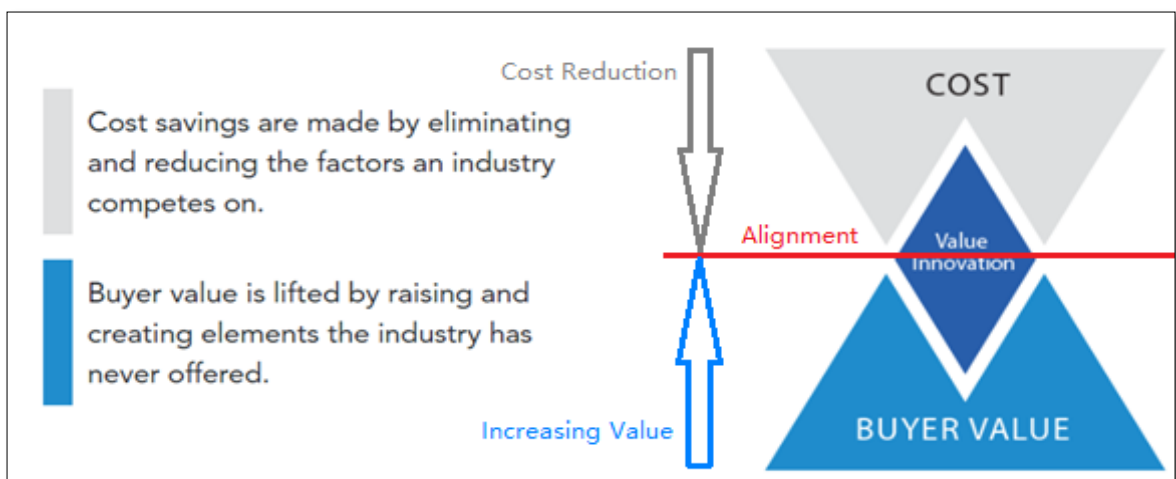 Cost Reduction
COST
Cost savings are made by eliminating
and reducing the factors an industry
competes on.
Alignment
Value
Innovation
Buyer value is lifted by raising and
creating elements the industry has
never offered.
Increasing Value
BUYER VALUE